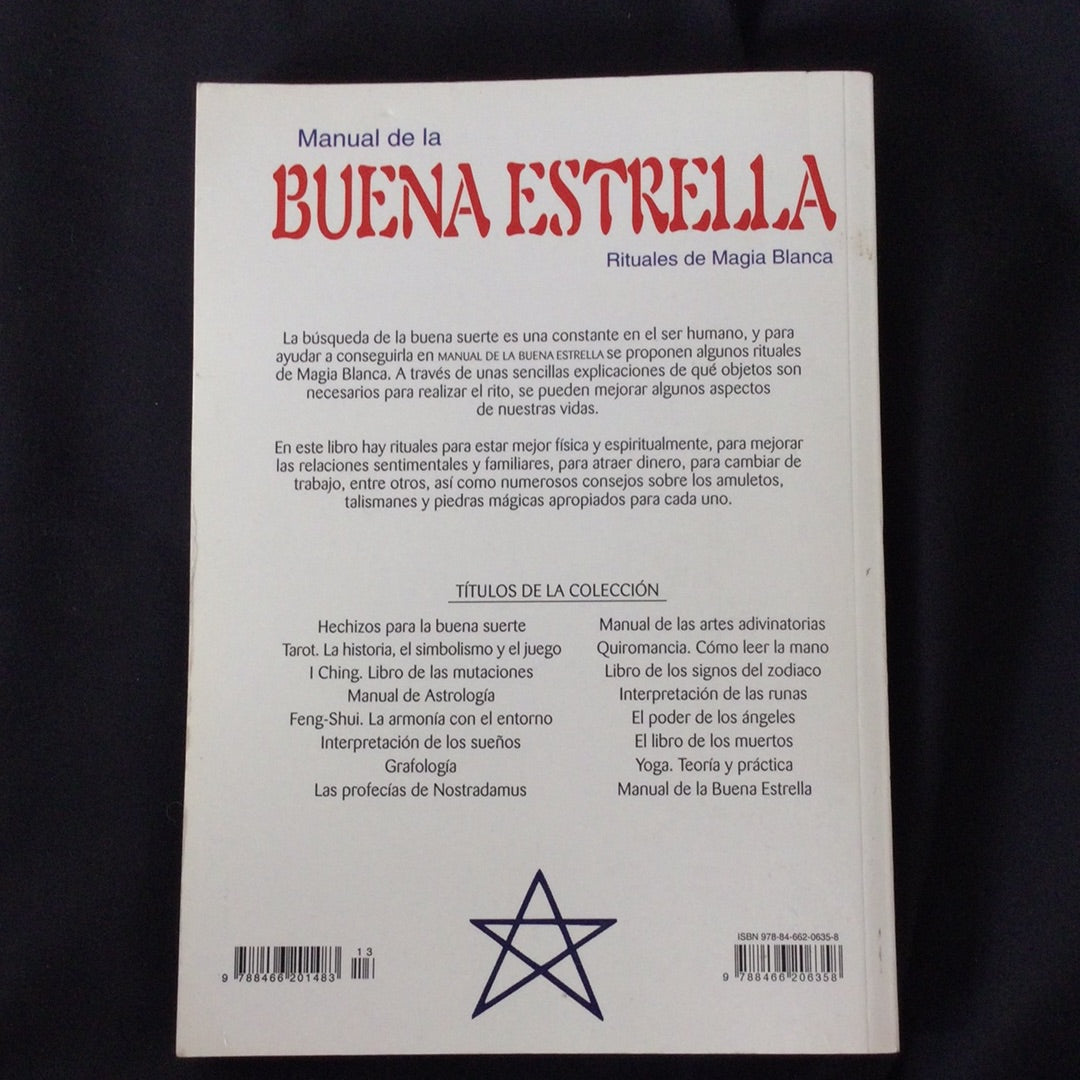 Manual de la
BUENA ESTRELLA
Rituales de Magia Blanca
La búsqueda de la buena suerte es una constante en el ser humano, y para
ayudar a conseguirla en MANUAL DE LA BUENA ESTRELLA se proponen algunos rituales
de Magia Blanca. A través de unas sencillas explicaciones de qué objetos son
necesarios para realizar el rito, se pueden mejorar algunos aspectos
de nuestras vidas.
En este libro hay rituales para estar mejor física y espiritualmente, para mejorar
las relaciones sentimentales y familiares, para atraer dinero, para cambiar de
trabajo, entre otros, así como numerosos consejos sobre los amuletos,
talismanes y piedras mágicas apropiados para cada uno.
TÍTULOS DE LA COLECCIÓN
Hechizos para la buena suerte
Tarot. La historia, el simbolismo y el juego
I Ching. Libro de las mutaciones
Manual de Astrología
Feng-Shui. La armonía con el entorno
Interpretación de los sueños
Grafología
Las profecías de Nostradamus
Manual de las artes adivinatorias
Quiromancia. Cómo leer la mano
Libro de los signos del zodiaco
Interpretación de las runas
El poder de los ángeles
El libro de los muertos
Yoga. Teoría y práctica
Manual de la Buena Estrella
13
9 788466 201483
ISBN 978-84-662-0635-8
9 788466 206358